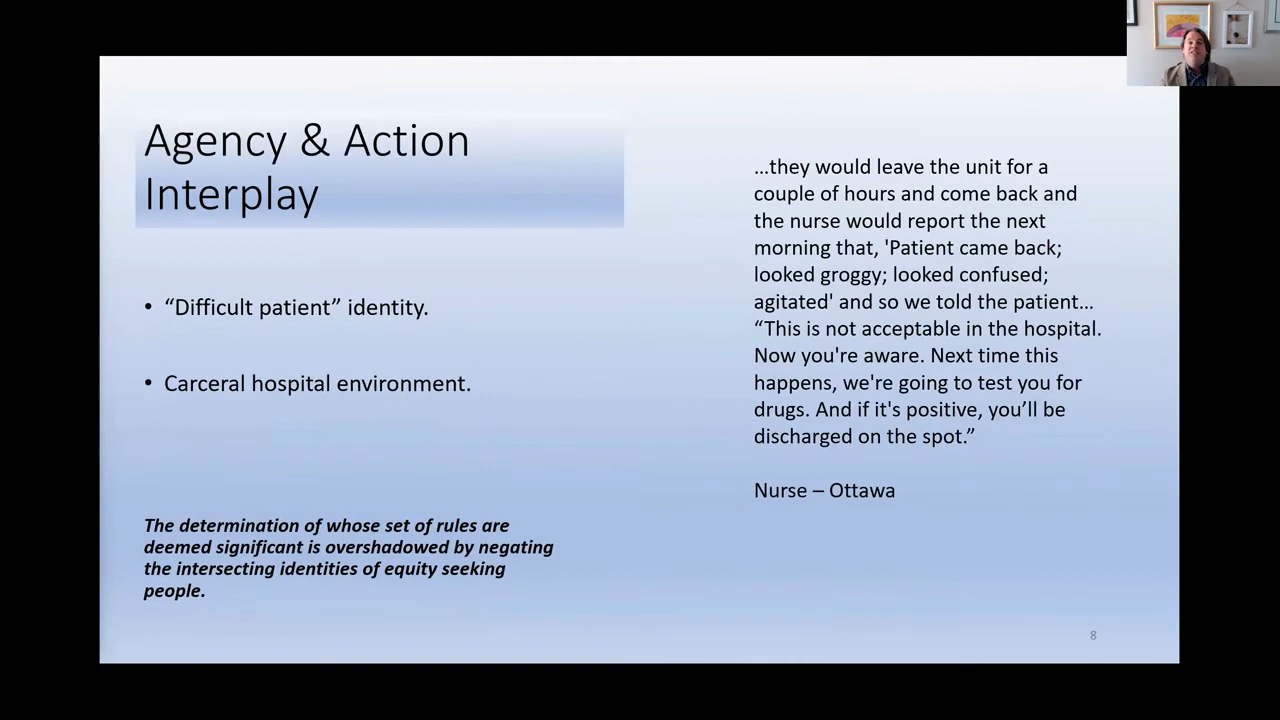 Agency & Action
Interplay
• “Difficult patient” identity.
• Carceral hospital environment.
The determination of whose set of rules are
deemed significant is overshadowed by negating
the intersecting identities of equity seeking
people.
…they would leave the unit for a
couple of hours and come back and
the nurse would report the next
morning that, 'Patient came back;
looked groggy; looked confused;
agitated' and so we told the patient…
“This is not acceptable in the hospital.
Now you're aware. Next time this
happens, we're going to test you for
drugs. And if it's positive, you’ll be
discharged on the spot.”
Nurse – Ottawa
8